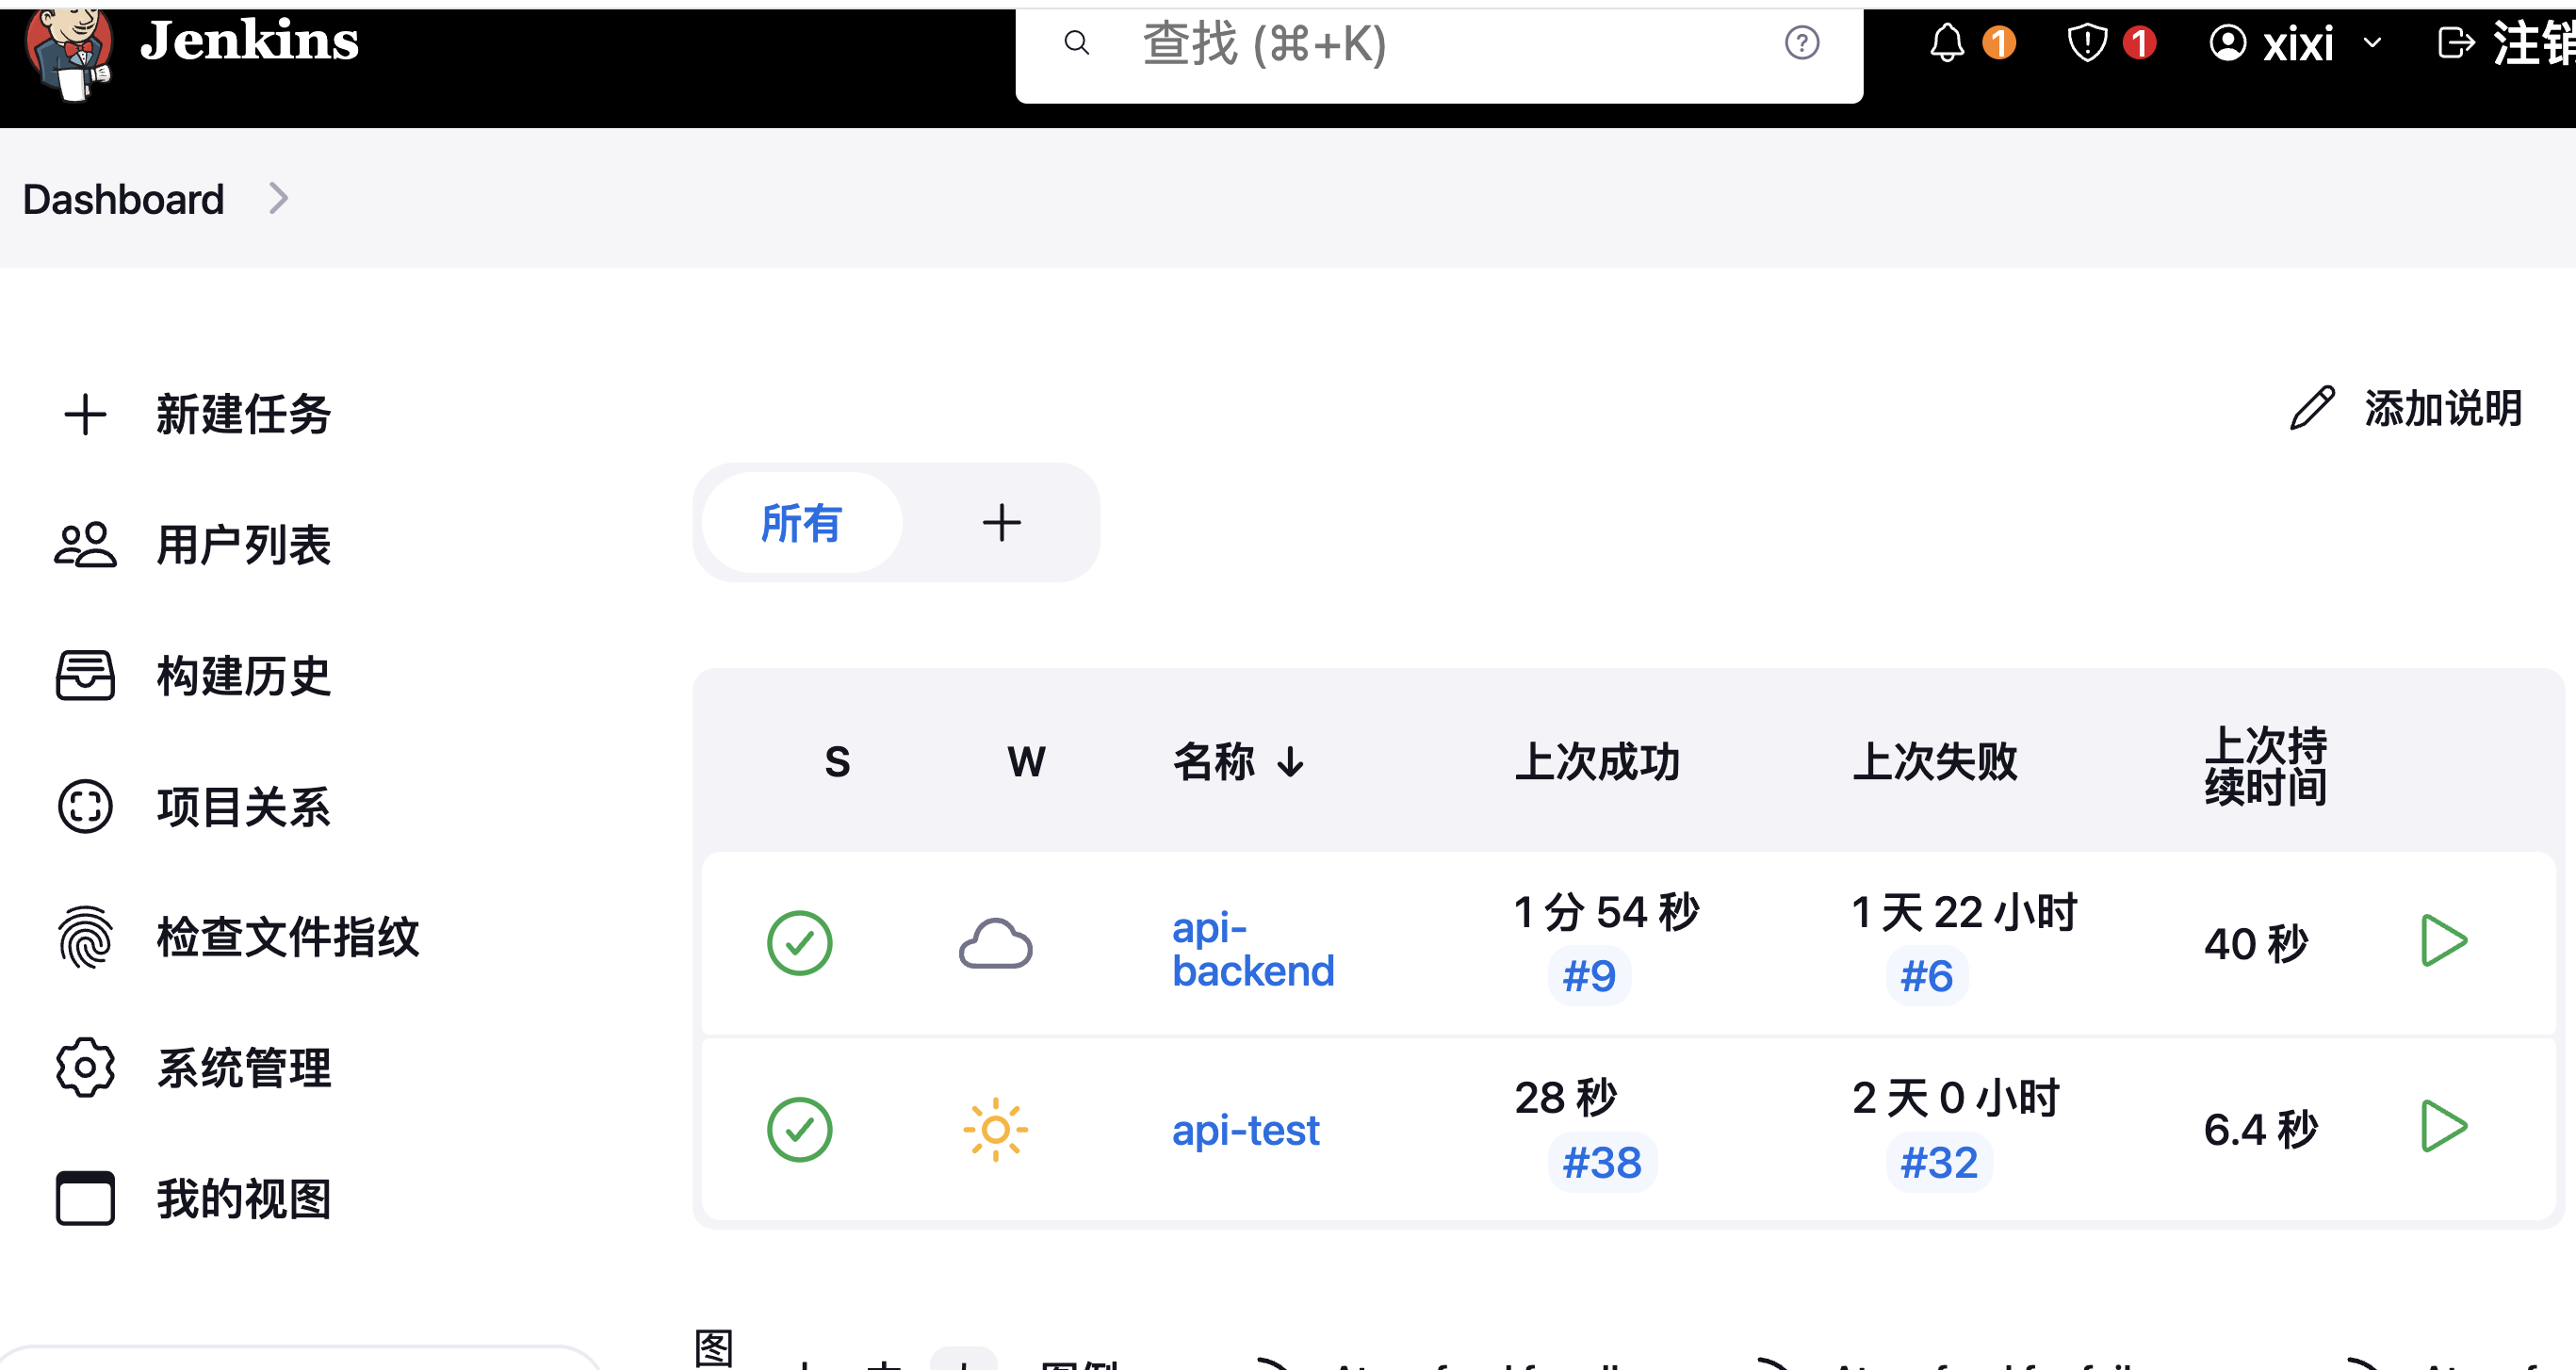 Jenkins
查找 (⌘+K)
1
1
xixi
注销
Dashboard
新建任务
用户列表
构建历史
项目关系
检查文件指纹
系统管理
我的视图
添加说明
所有
S W 名称 ↓ 上次成功 上次失败 上次持续时间
api-backend 1 分 54 秒 #9 1 天 22 小时 #6 40 秒
api-test 28 秒 #38 2 天 0 小时 #32 6.4 秒
图